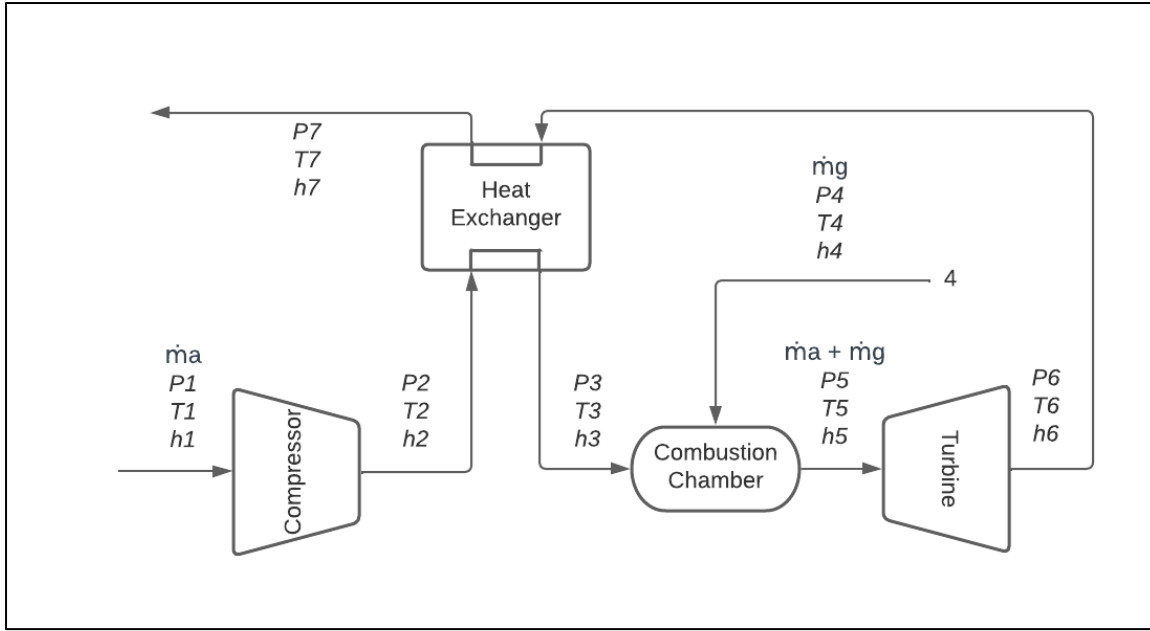 P7
T7
h7
Heat
Exchanger
ṁg
P4
T4
h4
4
ṁa
P1
T1
h1
Compressor
P2
T2
h2
P3
T3
h3
Combustion
Chamber
ṁa + ṁg
P5
T5
h5
Turbine
P6
T6
h6